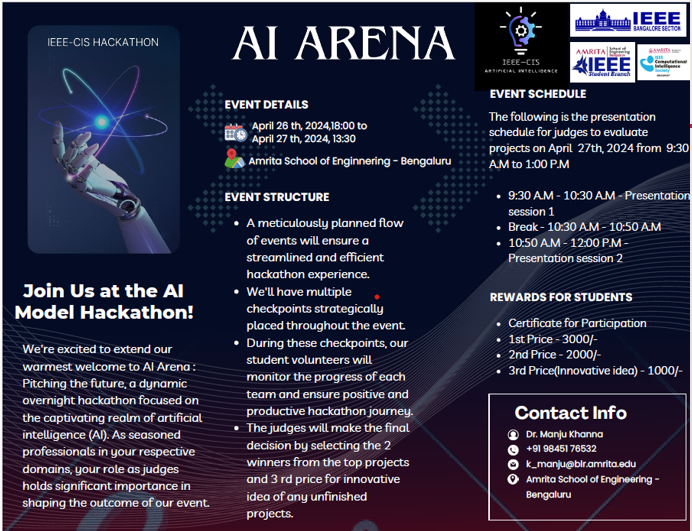 IEEE-CIS HACKATHON
Join Us at the AI
Model Hackathon!
We're excited to extend our
warmest welcome to AI Arena :
Pitching the future, a dynamic
overnight hackathon focused on
the captivating realm of artificial
intelligence (AI). As seasoned
professionals in your respective
domains, your role as judges
holds significant importance in
shaping the outcome of our event.
AI ARENA
EVENT DETAILS
April 26 th, 2024,18:00 to
April 27 th, 2024, 13:30
Amrita School of Enginnering - Bengaluru
EVENT STRUCTURE
• A meticulously planned flow
of events will ensure a
streamlined and efficient
hackathon experience.
• We'll have multiple
checkpoints strategically
placed throughout the event.
• During these checkpoints, our
student volunteers will
monitor the progress of each
team and ensure positive and
productive hackathon journey.
• The judges will make the final
decision by selecting the 2
winners from the top projects
and 3 rd price for innovative
idea of any unfinished
projects.
IEEE-CIS
ARTIFICIAL INTELLIGENCE
IEEE
BANGALORE SECTION
AMRITA School of
Engineering
IEEE
Student Branch
AMRITA
IEEE
Computational
Intelligence
Society
EVENT SCHEDULE
The following is the presentation
schedule for judges to evaluate
projects on April 27th, 2024 from 9:30
A.M to 1:00 P.M
• 9:30 A.M - 10:30 A.M - Presentation
session 1
• Break - 10:30 A.M - 10:50 A.M
• 10:50 A.M - 12:00 P.M -
Presentation session 2
REWARDS FOR STUDENTS
• Certificate for Participation
• 1st Price - 3000/-
• 2nd Price - 2000/-
• 3rd Price(Innovative idea) - 1000/-
Contact Info
Dr. Manju Khanna
+91 98451 76532
k_manju@blr.amrita.edu
Amrita School of Engineering -
Bengaluru